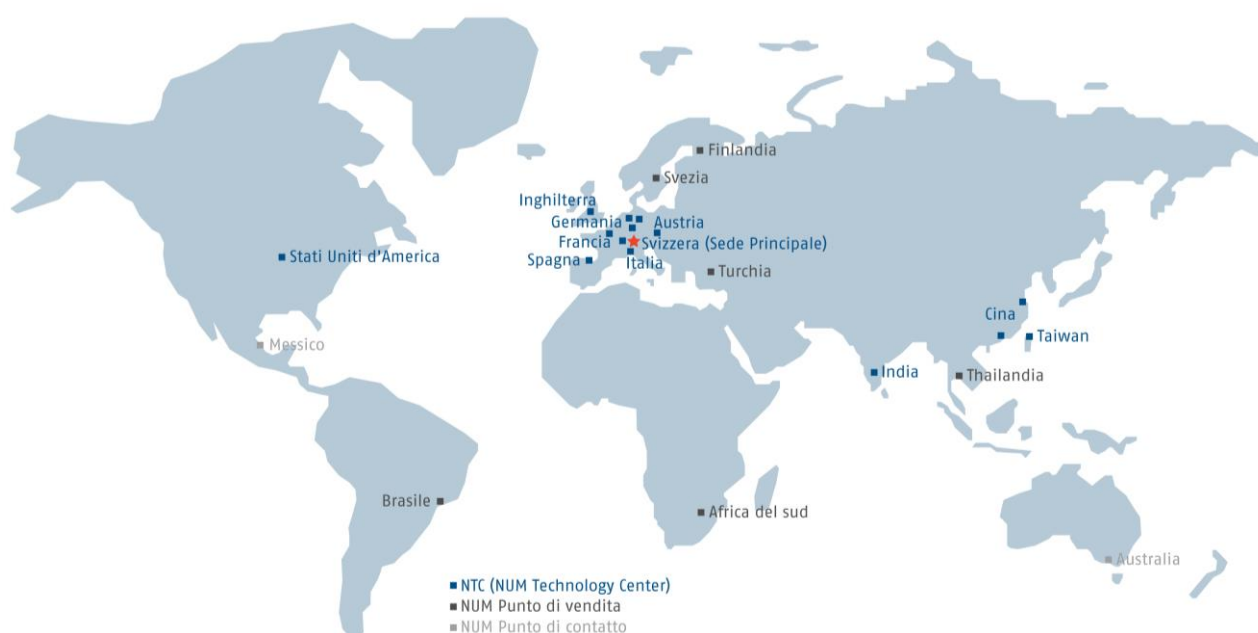 Finlandia
Svezia
Inghilterra
Germania
Austria
Francia
Svizzera (Sede Principale)
Stati Uniti d'America
Spagna
Italia
Turchia
Cina
Messico
Taiwan
India
Thailandia
Brasile
Africa del sud
Australia
NTC (NUM Technology Center)
NUM Punto di vendita
NUM Punto di contatto